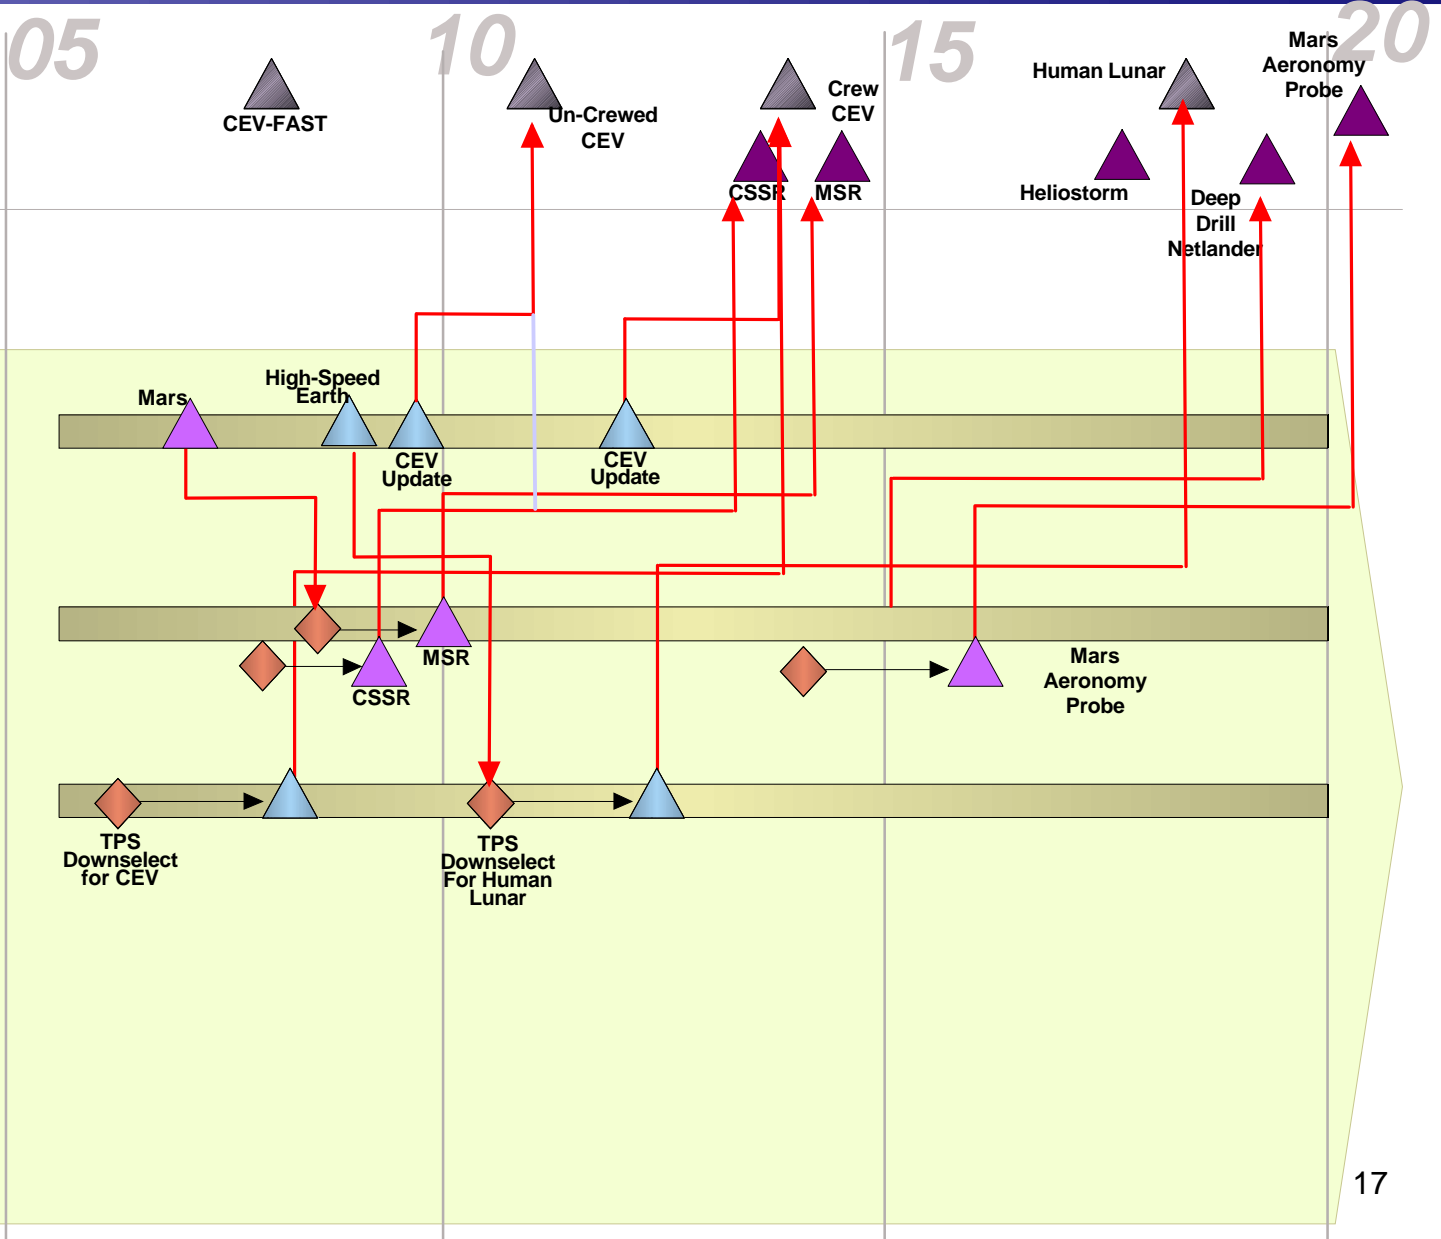 05
10
15
20
CEV-FAST
Un-Crewed
CEV
Crew
CEV
CSSR
MSR
Human Lunar
Heliostorm
Deep
Drill
Netlander
Mars
Aeronomy
Probe
Mars
High-Speed
Earth
CEV
Update
CEV
Update
MSR
CSSR
Mars
Aeronomy
Probe
TPS
Downselect
for CEV
TPS
Downselect
For Human
Lunar
17